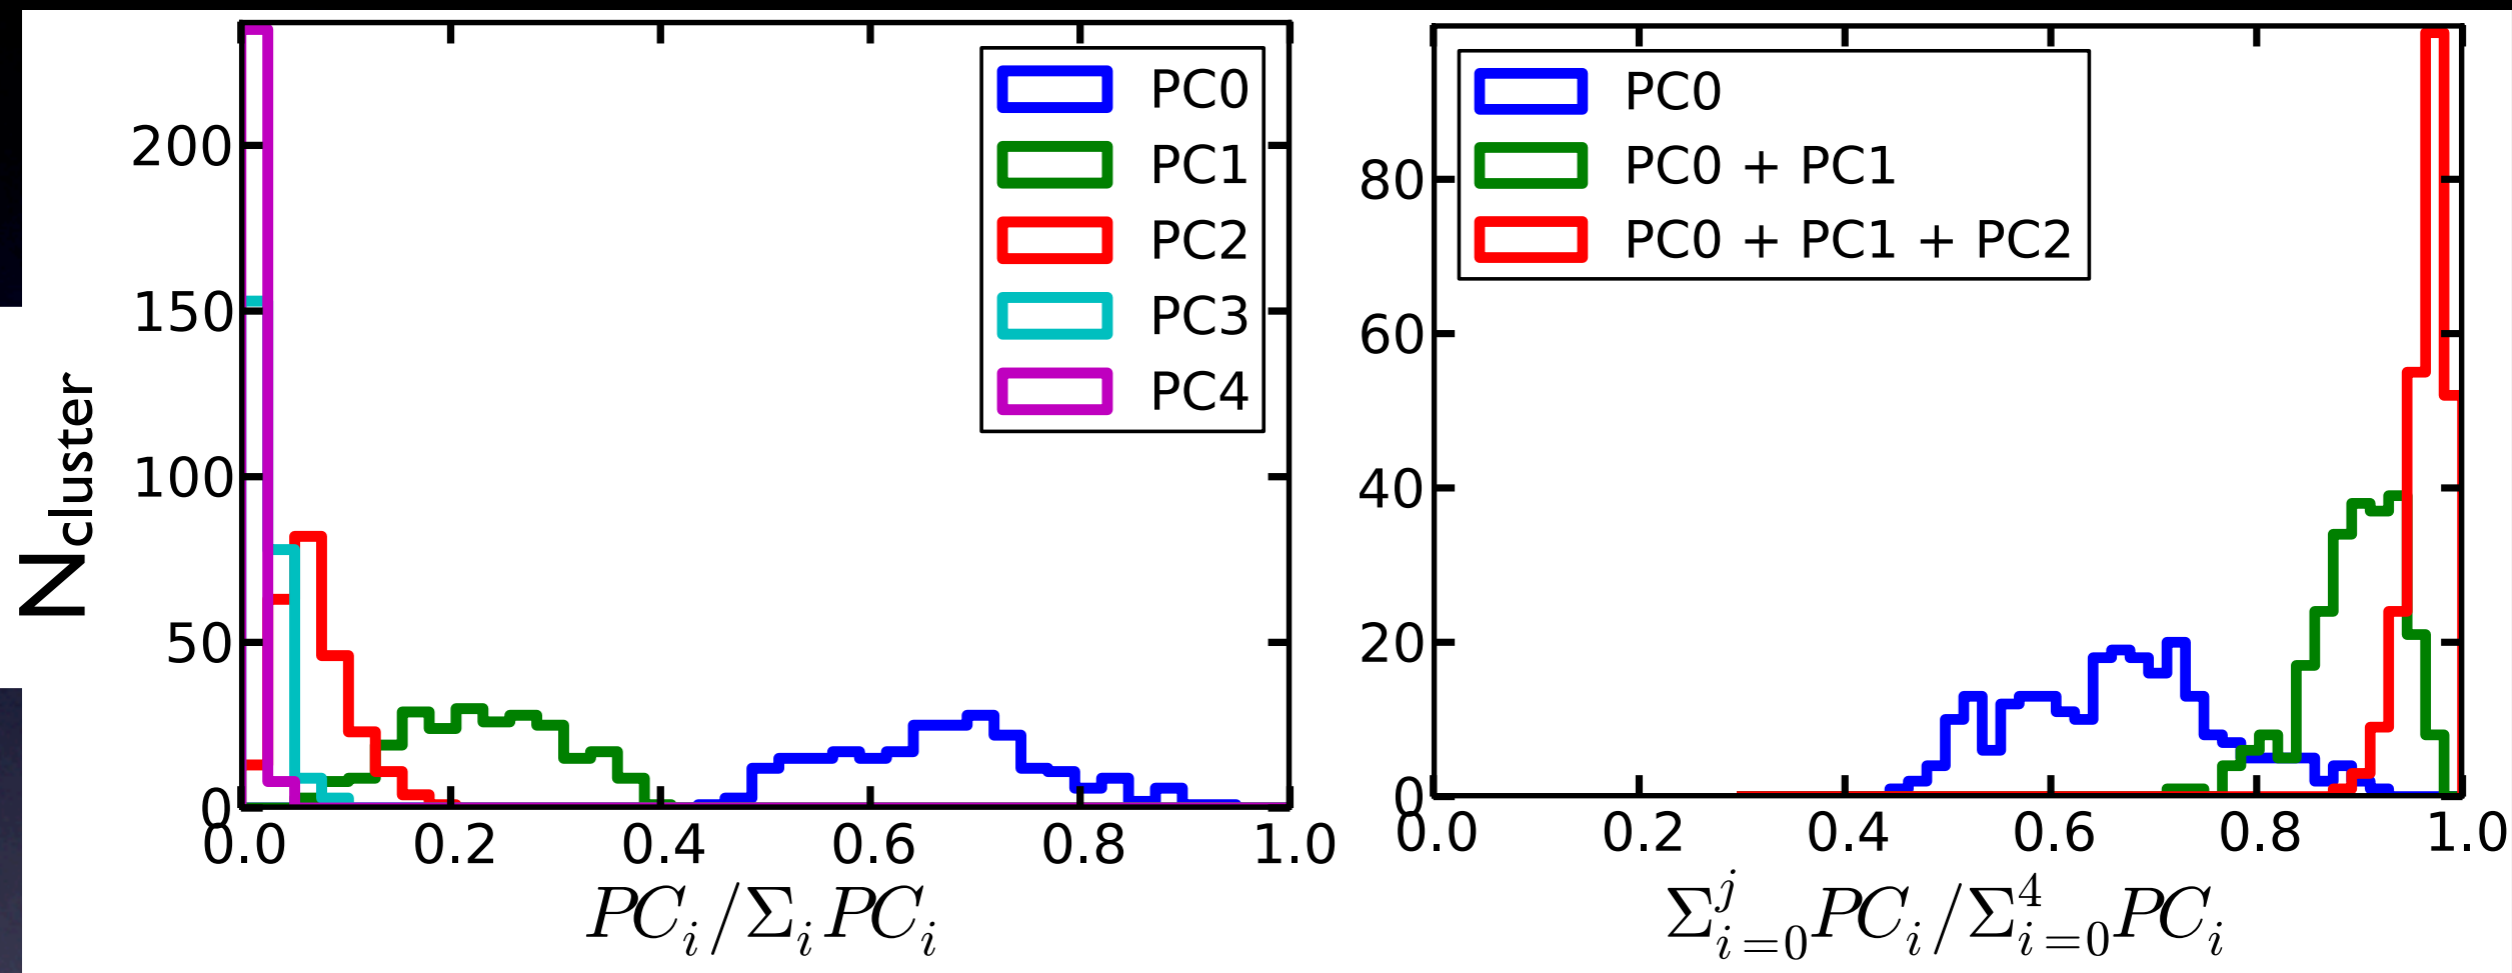 Ncluster
200
150
100
50
0
0.0 0.2 0.4 0.6 0.8 1.0
PC0
PC1
PC2
PC3
PC4
PC_i/Σ_i PC_i
80
60
40
20
0
0.0 0.2 0.4 0.6 0.8 1.0
PC0
PC0 + PC1
PC0 + PC1 + PC2
Σ^j_{i=0}PC_i/Σ^4_{i=0}PC_i